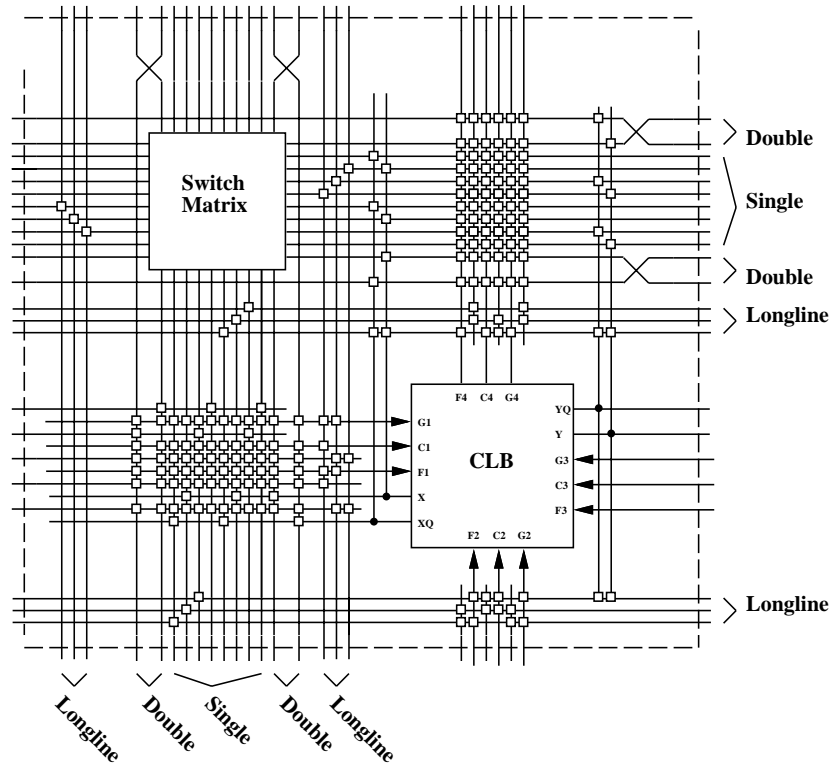 Double
Switch
Matrix
Single
Double
Longline
F4 C4 G4
G1
YQ
C1
Y
CLB
G3
F1
C3
X
F3
XQ
F2 C2 G2
Longline
Longline
Double
Single
Double
Longline